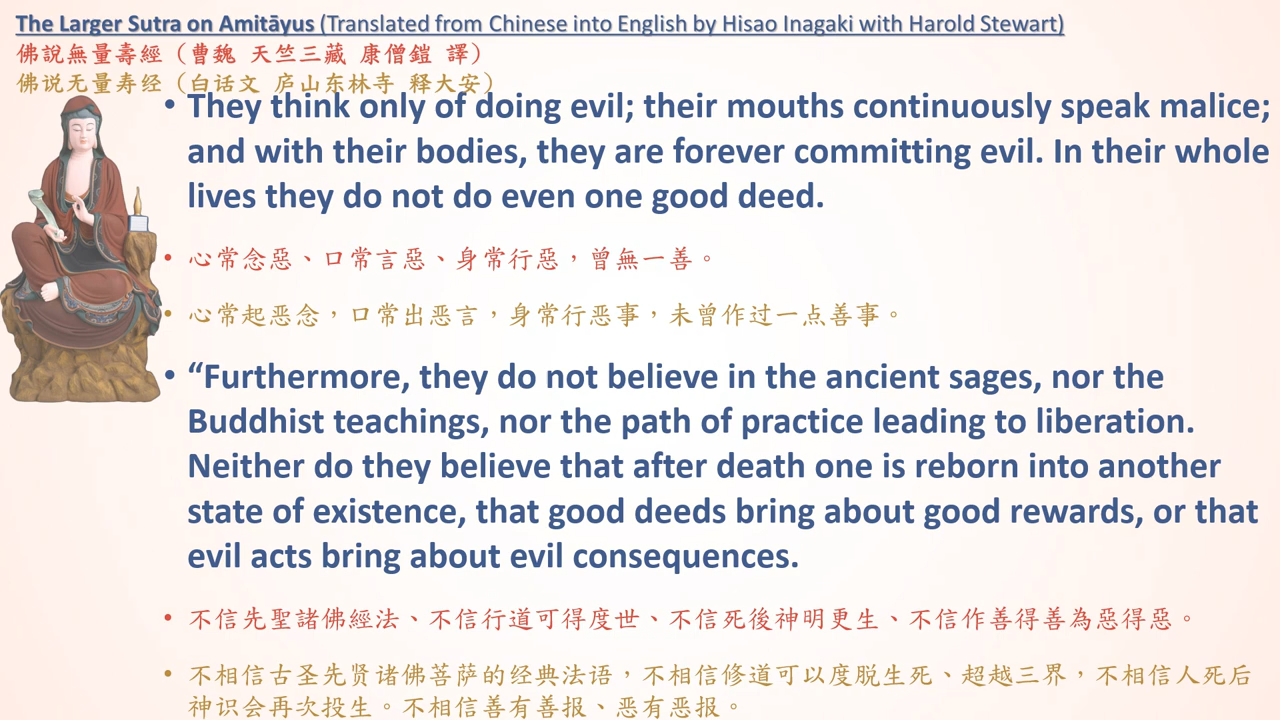 The Larger Sutra on Amitāyus (Translated from Chinese into English by Hisao Inagaki with Harold Stewart)
佛說無量壽經（曹魏 天竺三藏 康僧鎧 譯）
佛说无量寿经（白话文 庐山东林寺 释大安）
• They think only of doing evil; their mouths continuously speak malice;
and with their bodies, they are forever committing evil. In their whole
lives they do not do even one good deed.
• 心常念惡、口常言惡、身常行惡，曾無一善。
• 心常起恶念，口常出恶言，身常行恶事，未曾作过一点善事。
• “Furthermore, they do not believe in the ancient sages, nor the
Buddhist teachings, nor the path of practice leading to liberation.
Neither do they believe that after death one is reborn into another
state of existence, that good deeds bring about good rewards, or that
evil acts bring about evil consequences.
• 不信先聖諸佛經法、不信行道可得度世、不信死後神明更生、不信作善得善為惡得惡。
• 不相信古圣先贤诸佛菩萨的经典法语，不相信修道可以度脱生死、超越三界，不相信人死后
神识会再次投生。不相信善有善报、恶有恶报。